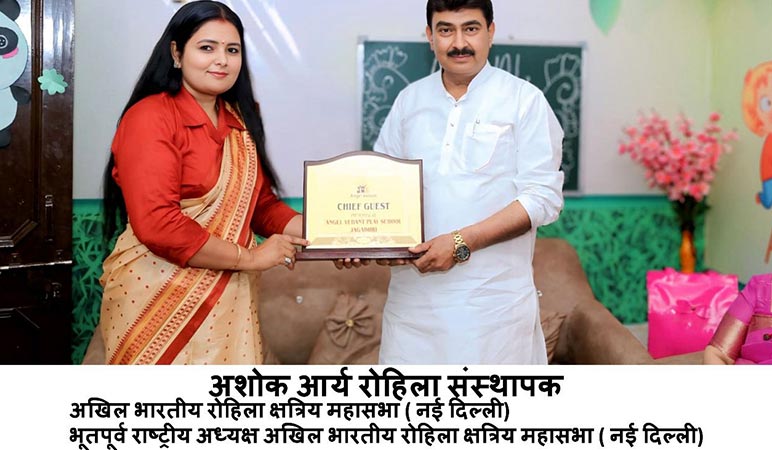 CHIEF GUEST
ANGEL VEDANT PLAY SCHOOL
अशोक आर्य रोहिला संस्थापक
अखिल भारतीय रोहिला क्षत्रिय महासभा ( नई दिल्ली)
भूतपूर्व राष्ट्रीय अध्यक्ष अखिल भारतीय रोहिला क्षत्रिय महासभा ( नई दिल्ली)